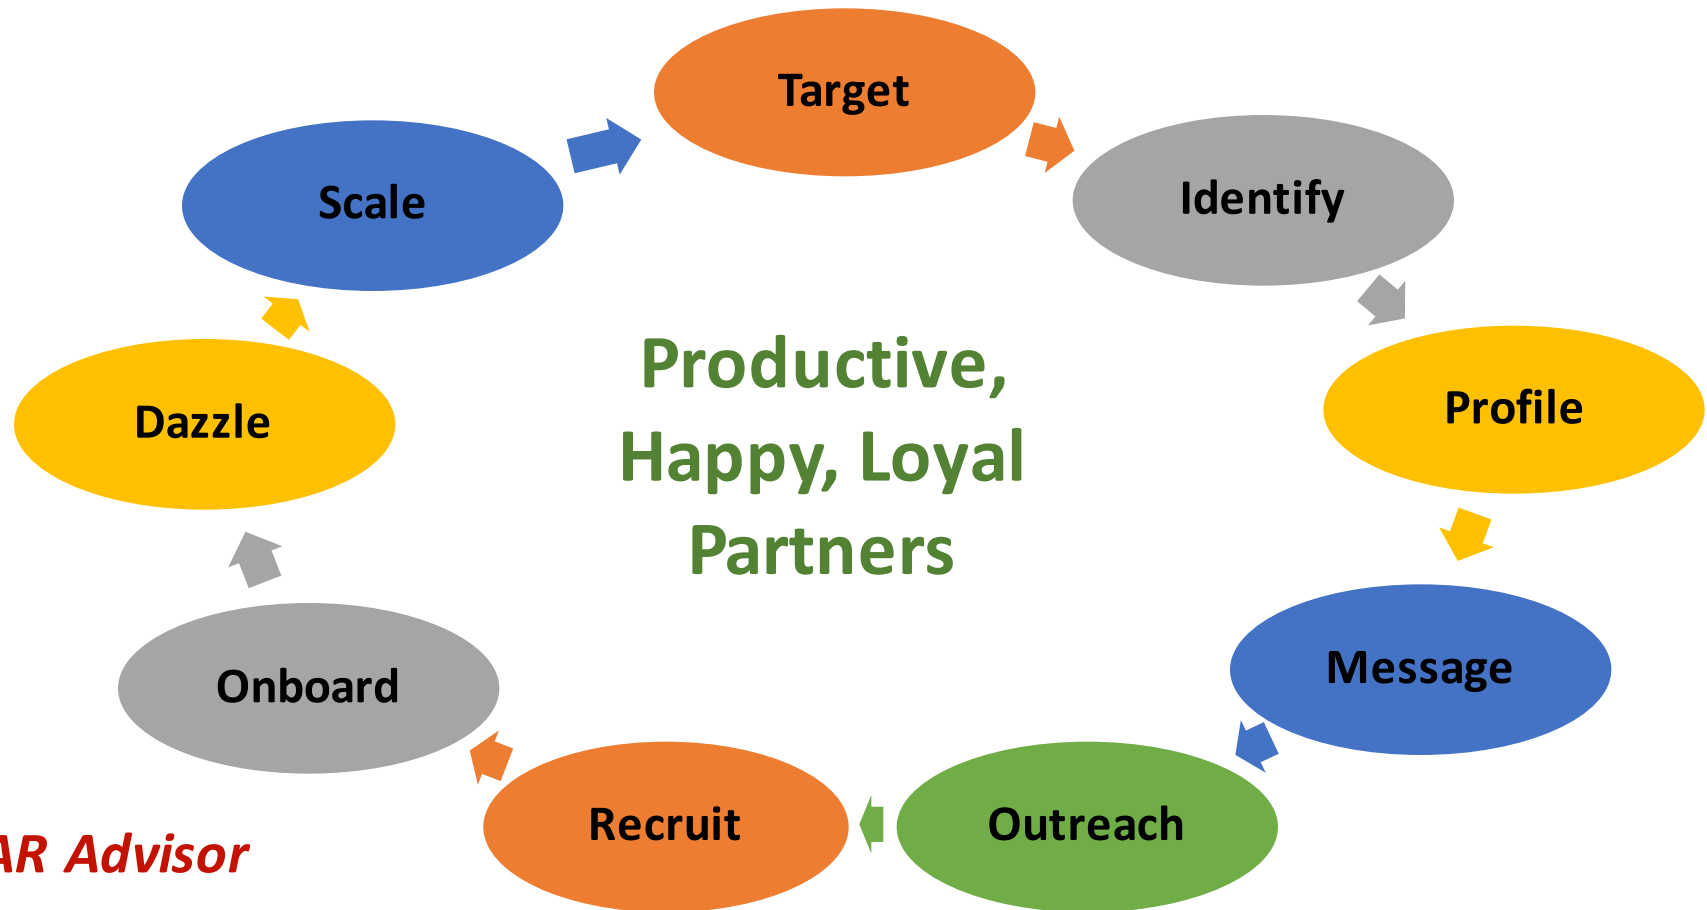 Target
Identify
Profile
Message
Outreach
Recruit
Onboard
Dazzle
Scale
Productive,
Happy, Loyal
Partners
AR Advisor